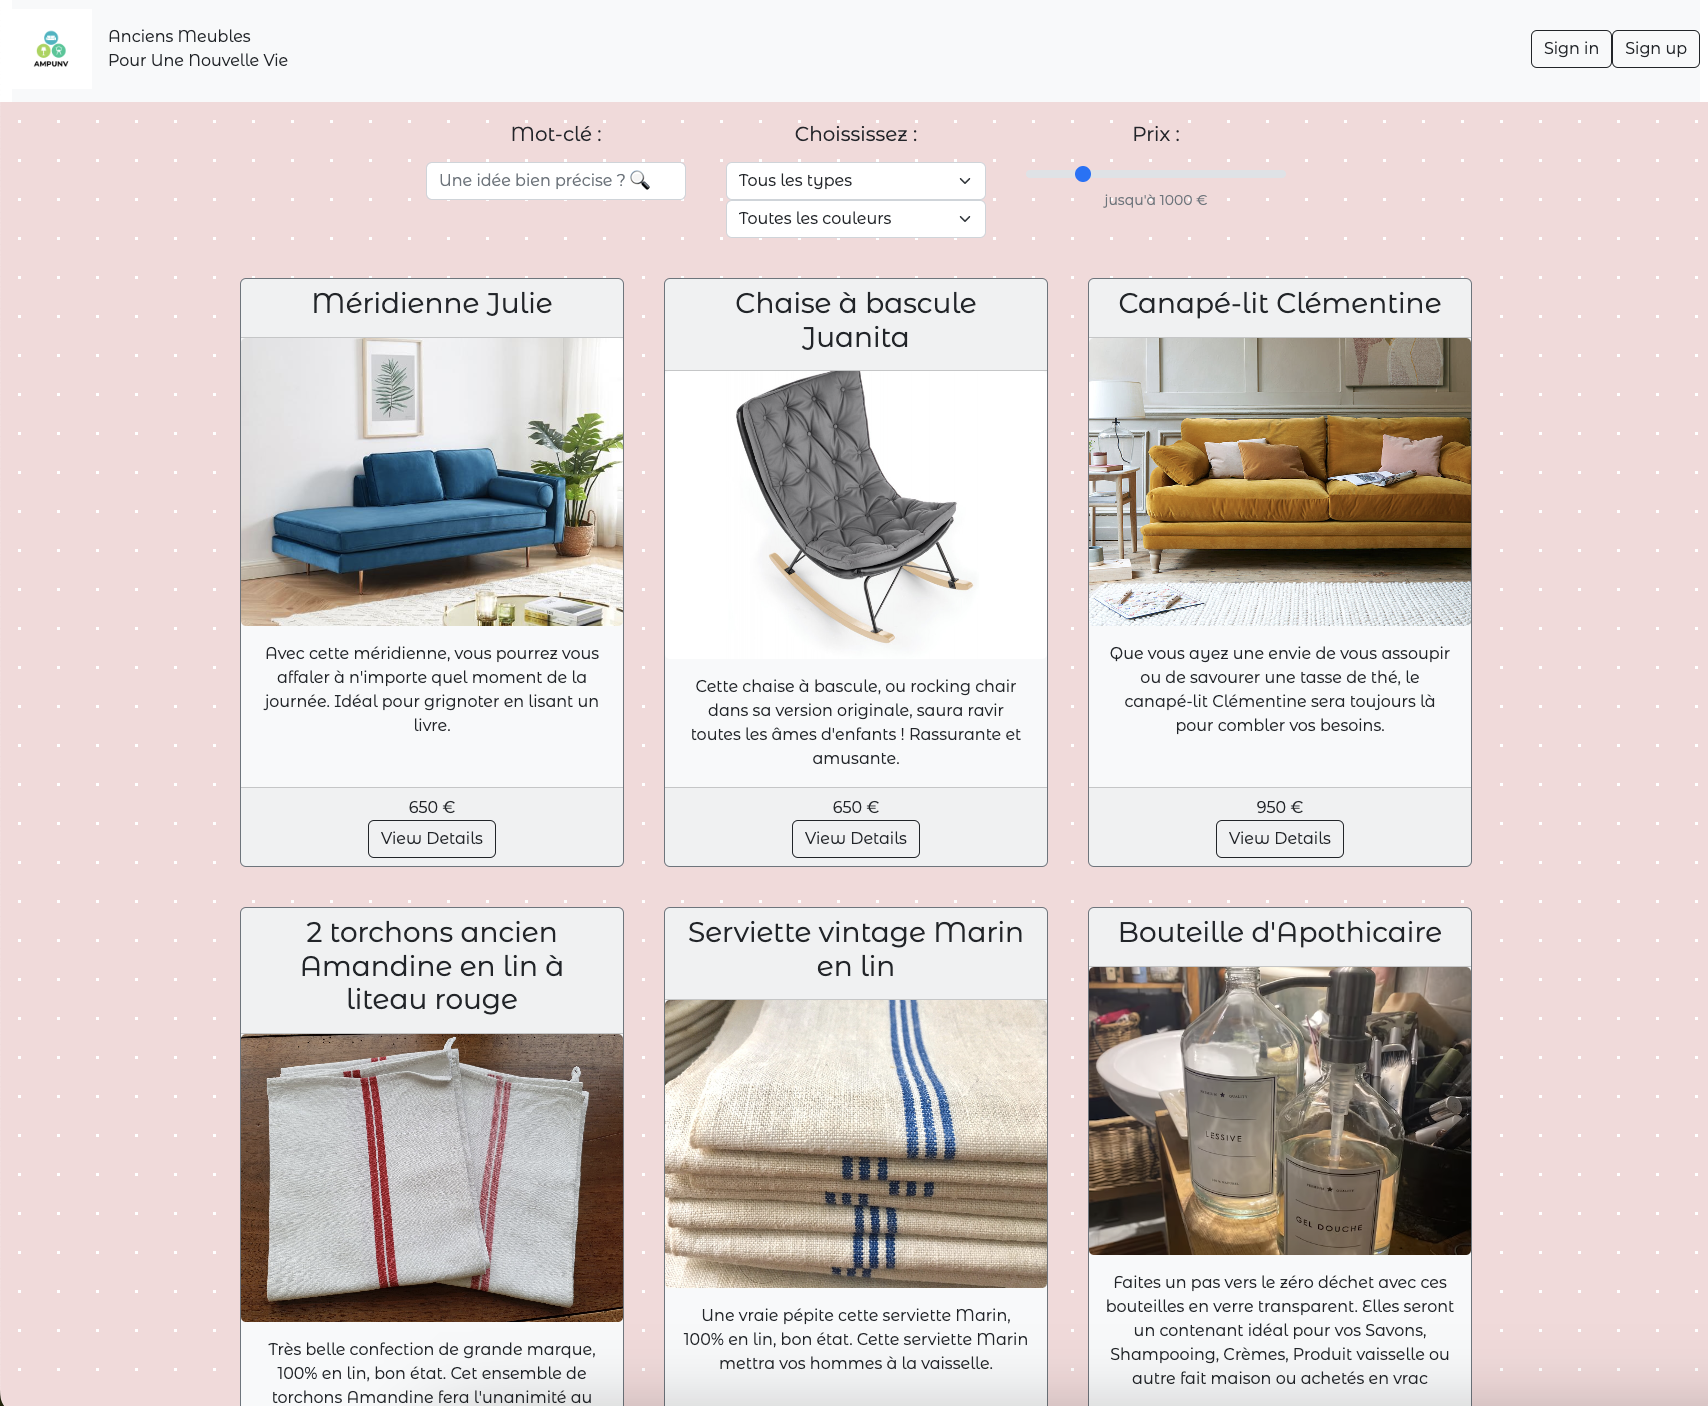 AMPUNV
Anciens Meubles
Pour Une Nouvelle Vie
Sign in
Sign up
Mot-clé :
Une idée bien précise ? 🔍
Choississez :
Tous les types
Toutes les couleurs
Prix :
jusqu'à 1000 €
Méridienne Julie
Avec cette méridienne, vous pourrez vous
affaler à n'importe quel moment de la
journée. Idéal pour grignoter en lisant un
livre.
650 €
View Details
Chaise à bascule
Juanita
Cette chaise à bascule, ou rocking chair
dans sa version originale, saura ravir
toutes les âmes d'enfants ! Rassurante et
amusante.
650 €
View Details
Canapé-lit Clémentine
Que vous ayez une envie de vous assoupir
ou de savourer une tasse de thé, le
canapé-lit Clémentine sera toujours là
pour combler vos besoins.
950 €
View Details
2 torchons ancien
Amandine en lin à
liteau rouge
Très belle confection de grande marque,
100% en lin, bon état. Cet ensemble de
torchons Amandine fera l'unanimité au
Serviette vintage Marin
en lin
Une vraie pépite cette serviette Marin,
100% en lin, bon état. Cette serviette Marin
mettra vos hommes à la vaisselle.
Bouteille d'Apothicaire
LESSIVE
GEL DOUCHE
Faites un pas vers le zéro déchet avec ces
bouteilles en verre transparent. Elles seront
un contenant idéal pour vos Savons,
Shampooing, Crèmes, Produit vaisselle ou
autre fait maison ou achetés en vrac